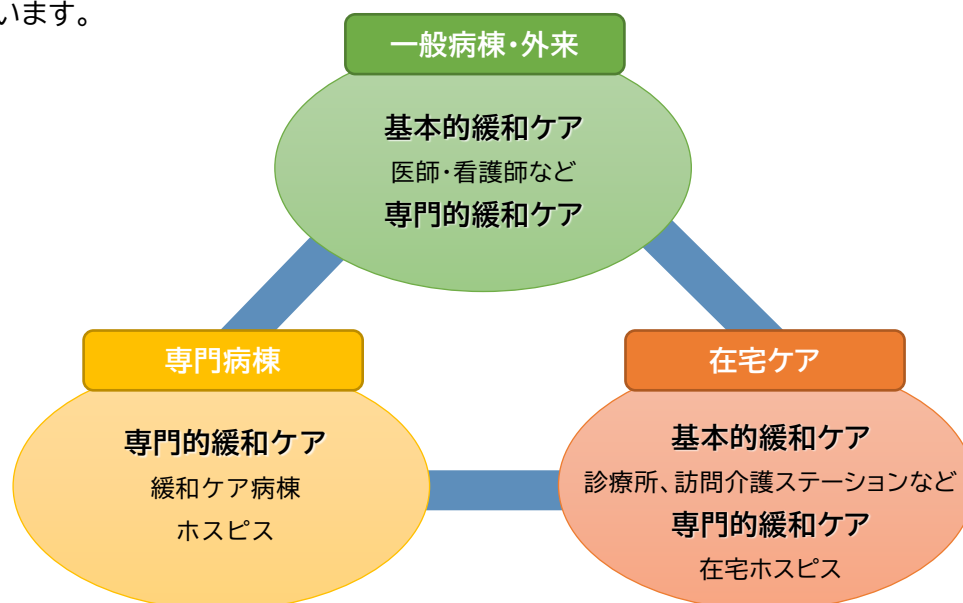 います。
一般病棟・外来
基本的緩和ケア
医師・看護師など
専門的緩和ケア
専門病棟
専門的緩和ケア
緩和ケア病棟
ホスピス
在宅ケア
基本的緩和ケア
診療所、訪問介護ステーションなど
専門的緩和ケア
在宅ホスピス